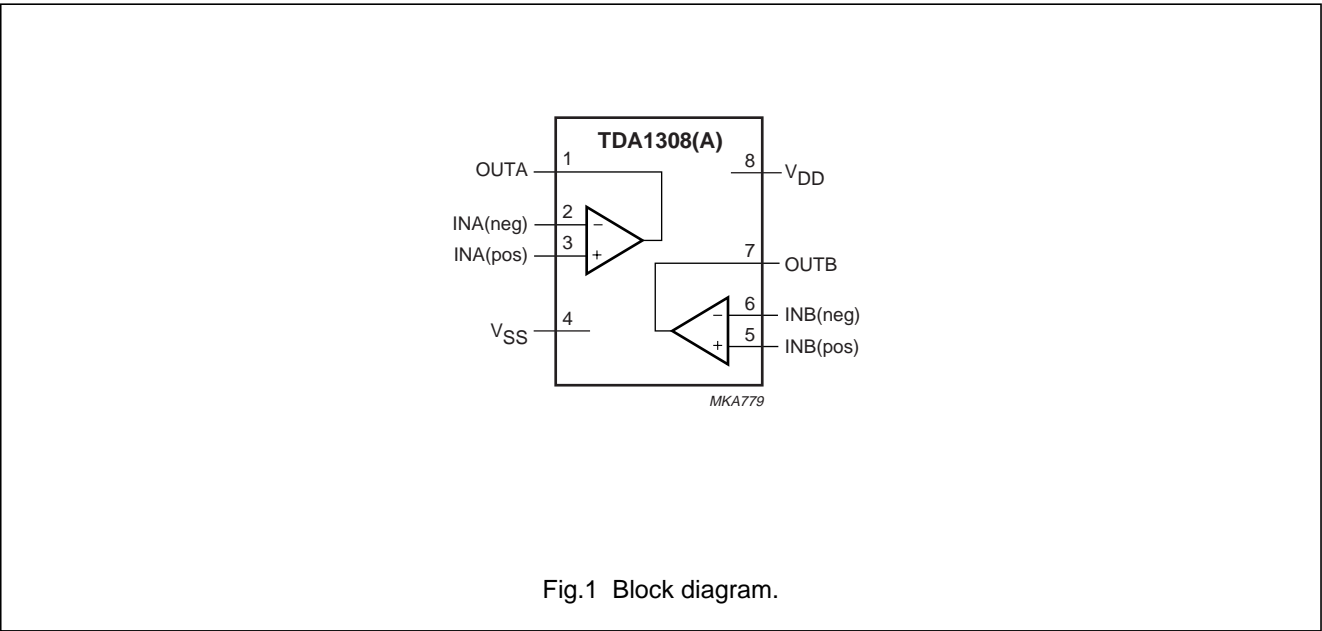 TDA1308(A)
OUTA 1
8 VDD
INA(neg) 2 −
INA(pos) 3 +
7 OUTB
− 6 INB(neg)
VSS 4
+ 5 INB(pos)
MKA779
Fig.1 Block diagram.